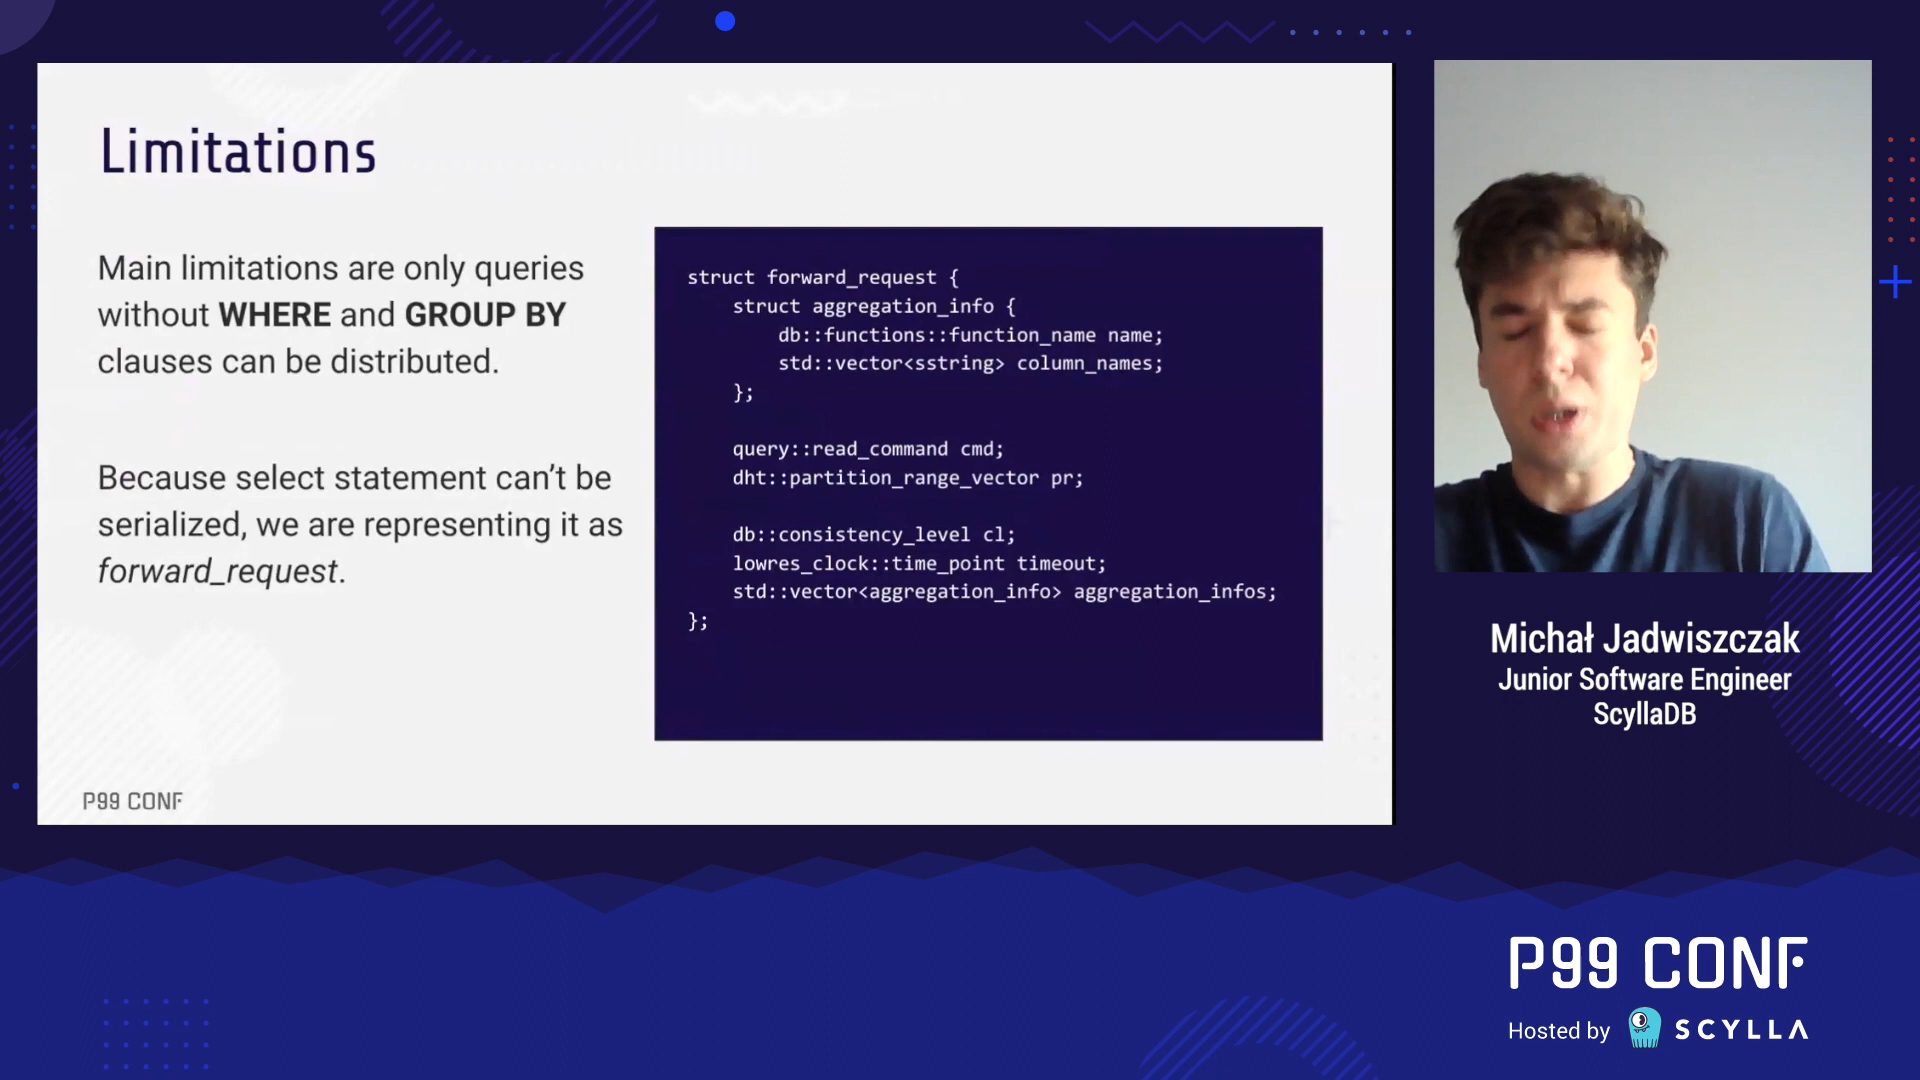 Limitations
Main limitations are only queries
without WHERE and GROUP BY
clauses can be distributed.
Because select statement can’t be
serialized, we are representing it as
forward_request.
struct forward_request {
    struct aggregation_info {
        db::functions::function_name name;
        std::vector<sstring> column_names;
    };
    query::read_command cmd;
    dht::partition_range_vector pr;
    db::consistency_level cl;
    lowres_clock::time_point timeout;
    std::vector<aggregation_info> aggregation_infos;
};
P99 CONF
Michał Jadwiszczak
Junior Software Engineer
ScyllaDB
P99 CONF
Hosted by SCYLLA